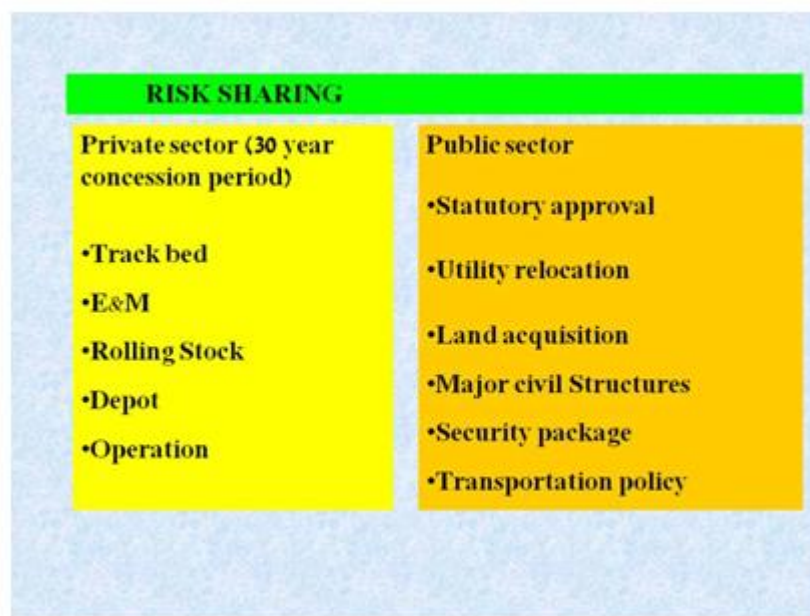 RISK SHARING
Private sector (30 year
concession period)
•Track bed
•E&M
•Rolling Stock
•Depot
•Operation
Public sector
•Statutory approval
•Utility relocation
•Land acquisition
•Major civil Structures
•Security package
•Transportation policy